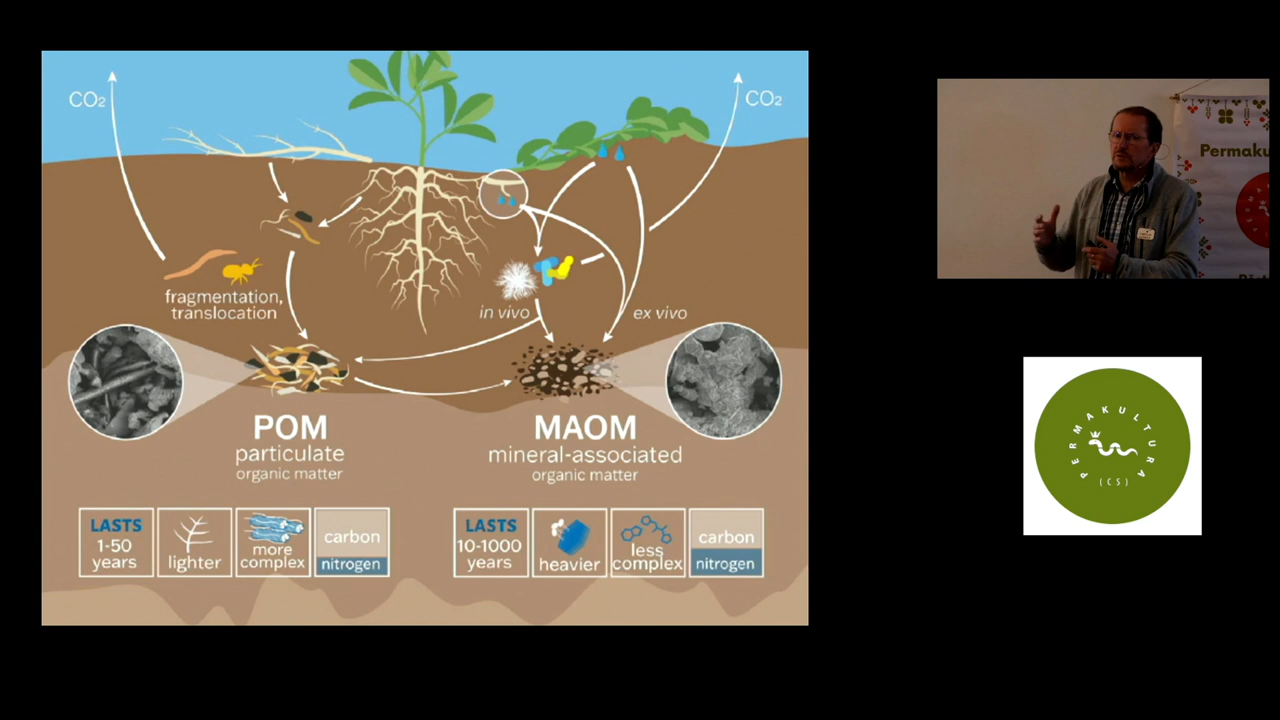 CO₂
CO₂
fragmentation,
translocation
in vivo
ex vivo
POM
particulate
organic matter
MAOM
mineral-associated
organic matter
LASTS
1-50
years
lighter
more
complex
carbon
nitrogen
LASTS
10-1000
years
heavier
less
complex
carbon
nitrogen
Permaku
PERMAKULTURA
(CS)